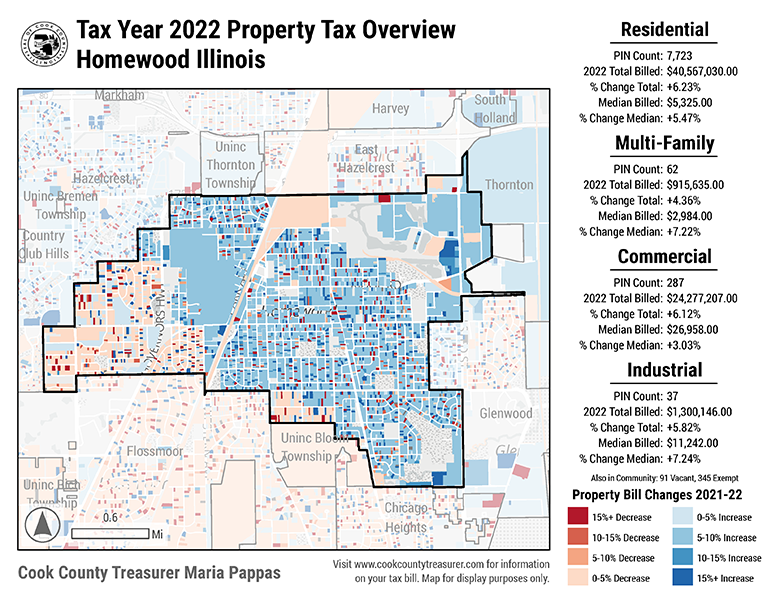 Tax Year 2022 Property Tax Overview
Homewood Illinois
Markham
Harvey
South
Holland
Uninc
Thornton
Township
East
Hazelcrest
Hazelcrest
Uninc Bremen
Township
Thornton
Country
Club Hills
Glenwood
Flossmoor
Uninc Bloom
Township
Uninc Rich
Township
Chicago
Heights
0.6
Mi
Cook County Treasurer Maria Pappas
Visit www.cookcountytreasurer.com for information
on your tax bill. Map for display purposes only.
Residential
PIN Count: 7,723
2022 Total Billed: $40,567,030.00
% Change Total: +6.23%
Median Billed: $5,325.00
% Change Median: +5.47%
Multi-Family
PIN Count: 62
2022 Total Billed: $915,635.00
% Change Total: +4.36%
Median Billed: $2,984.00
% Change Median: +7.22%
Commercial
PIN Count: 287
2022 Total Billed: $24,277,207.00
% Change Total: +6.12%
Median Billed: $26,958.00
% Change Median: +3.03%
Industrial
PIN Count: 37
2022 Total Billed: $1,300,146.00
% Change Total: +5.82%
Median Billed: $11,242.00
% Change Median: +7.24%
Also in Community: 91 Vacant, 345 Exempt
Property Bill Changes 2021-22
15%+ Decrease
10-15% Decrease
5-10% Decrease
0-5% Decrease
0-5% Increase
5-10% Increase
10-15% Increase
15%+ Increase